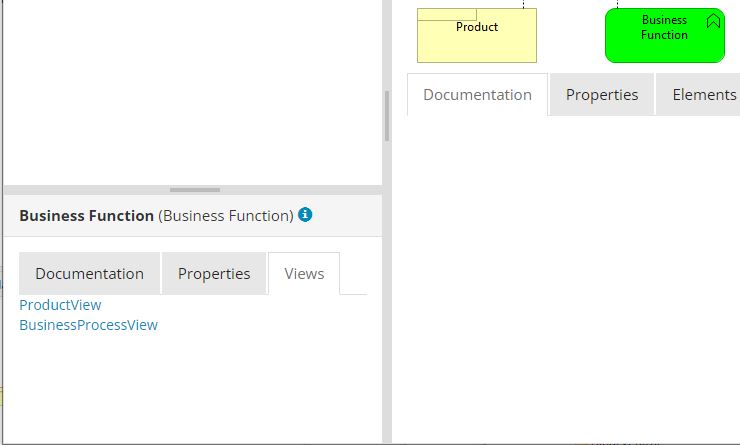 Product
Business
Function
Documentation Properties Elements
Business Function (Business Function)
Documentation Properties Views
ProductView
BusinessProcessView